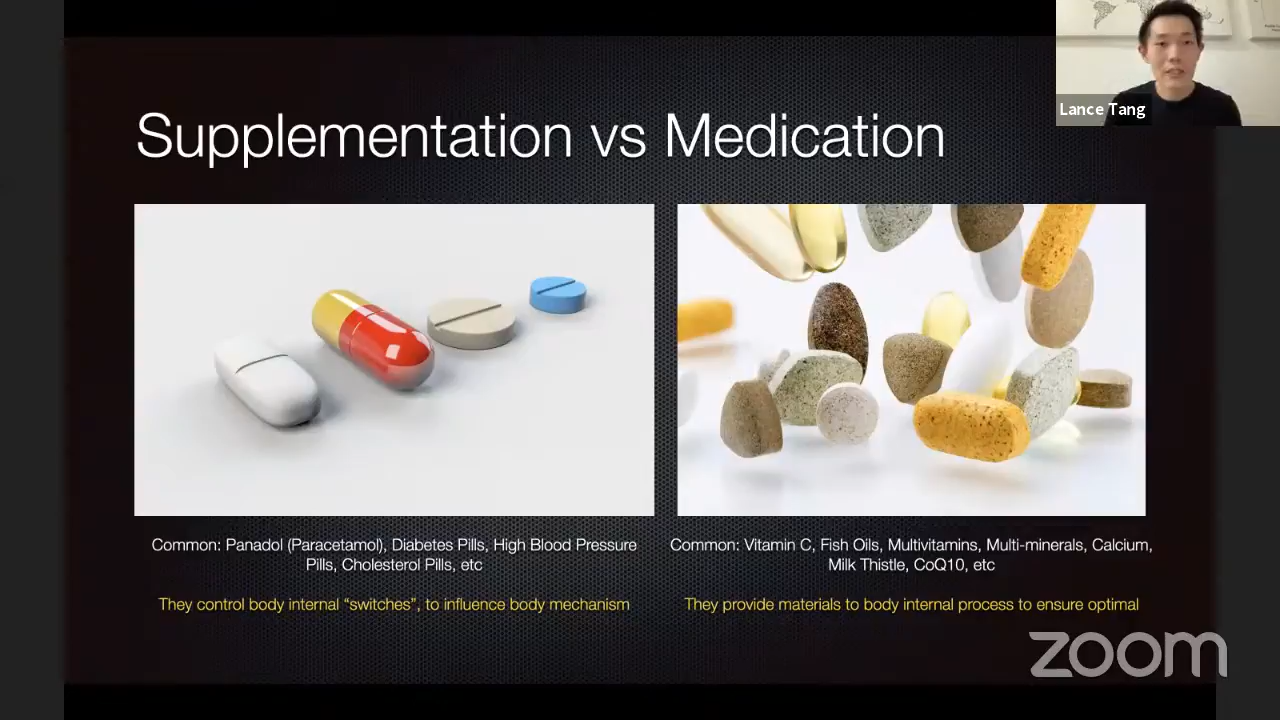 Lance Tang
Supplementation vs Medication
Common: Panadol (Paracetamol), Diabetes Pills, High Blood Pressure
Pills, Cholesterol Pills, etc
They control body internal “switches”, to influence body mechanism
Common: Vitamin C, Fish Oils, Multivitamins, Multi-minerals, Calcium,
Milk Thistle, CoQ10, etc
They provide materials to body internal process to ensure optimal
zoom